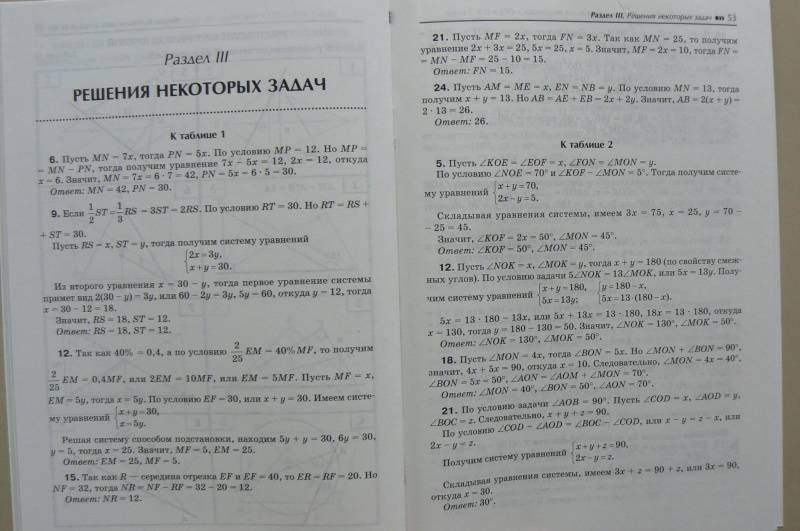 Раздел III
РЕШЕНИЯ НЕКОТОРЫХ ЗАДАЧ
К таблице 1
6. Пусть MN = 7x, тогда PN = 5x. По условию MP = 12. Но MP =
= MN – PN, тогда получим уравнение 7x – 5x = 12, 2x = 12, откуда
x = 6. Значит, MN = 7x = 6 · 7 = 42, PN = 5x = 6 · 5 = 30.
Ответ: MN = 42, PN = 30.
9. Если 1/2 ST = 1/3 RS – 3ST = 2RS. По условию RT = 30. Но RT = RS +
+ ST = 30.
Пусть RS = x, ST = y, тогда получим систему уравнений
{2x = 3y,
x + y = 30.
Из второго уравнения x = 30 – y, тогда первое уравнение системы
примет вид 2(30 – y) = 3y, или 60 – 2y = 3y, 5y = 60, откуда y = 12, тогда
x = 30 – 12 = 18.
Значит, RS = 18, ST = 12.
Ответ: RS = 18, ST = 12.
12. Так как 40% = 0,4, а по условию 2/25 EM = 40% MF, то получим
2/25 EM = 0,4MF, или 2EM = 10MF, или EM = 5MF. Пусть MF = x,
EM = 5y, тогда x = 5y. По условию EF = 30, или x + y = 30. Имеем систе-
му уравнений {x + y = 30,
x = 5y.
Решая систему способом подстановки, находим 5y + y = 30, 6y = 30,
y = 5, тогда x = 25. Значит, MF = 5, EM = 25.
Ответ: EM = 25, MF = 5.
15. Так как R — середина отрезка EF и EF = 40, то ER = RF = 20. Но
NF = 32, тогда NR = NF – RF = 32 – 20 = 12.
Ответ: NR = 12.
Раздел III. Решения некоторых задач 53
21. Пусть MF = 2x, тогда FN = 3x. Так как MN = 25, то получим
уравнение 2x + 3x = 25, 5x = 25, x = 5. Значит, MF = 2x = 10, тогда FN =
= MN – MF = 25 – 10 = 15.
Ответ: FN = 15.
24. Пусть AM = ME = x, EN = NB = y. По условию MN = 13, тогда
получим x + y = 13. Но AB = AE + EB = 2x + 2y. Значит, AB = 2(x + y) =
2 · 13 = 26.
Ответ: 26.
К таблице 2
5. Пусть ∠KOE = ∠EOF = x, ∠FON = ∠MON = y.
По условию ∠NOE = 70° и ∠KOF – ∠MON = 5°. Тогда получим систе-
му уравнений {x + y = 70,
2x – y = 5.
Складывая уравнения системы, имеем 3x = 75, x = 25, y = 70 –
– 25 = 45.
Значит, ∠KOF = 2x = 50°, ∠MON = 45°.
Ответ: ∠KOF = 50°, ∠MON = 45°.
12. Пусть ∠NOK = x, ∠MOK = y, тогда x + y = 180 (по свойству смеж-
ных углов). По условию задачи 5∠NOK = 13∠MOK, или 5x = 13y. Полу-
чим систему уравнений {x + y = 180, {y = 180 – x,
5x = 13y; 5x = 13 · (180 – x).
5x = 13 · 180 – 13x, или 5x + 13x = 13 · 180, 18x = 13 · 180, откуда
x = 130, тогда y = 180 – 130 = 50. Значит, ∠NOK = 130°, ∠MOK = 50°.
Ответ: ∠NOK = 130°, ∠MOK = 50°.
18. Пусть ∠MON = 4x, тогда ∠BON = 5x. Но ∠MON + ∠BON = 90°,
значит, 4x + 5x = 90, откуда x = 10. Следовательно, ∠MON = 4x = 40°,
∠BON = 5x = 50°, ∠AON = ∠AOM + ∠MON = 70°.
Ответ: ∠MON = 40°, ∠BON = 50°, ∠AON = 70°.
21. По условию задачи ∠AOB = 90°. Пусть ∠COD = x, ∠AOD = y,
∠BOC = z. Следовательно, x + y + z = 90.
По условию ∠COD – ∠AOD = ∠BOC – ∠COD, или x – y = z – x, или
2x – y = z.
Получим систему уравнений {x + y + z = 90,
2x – y = z.
Складывая уравнения системы, имеем 3x + z = 90 + z, или 3x = 90,
откуда x = 30.
Ответ: 30°.